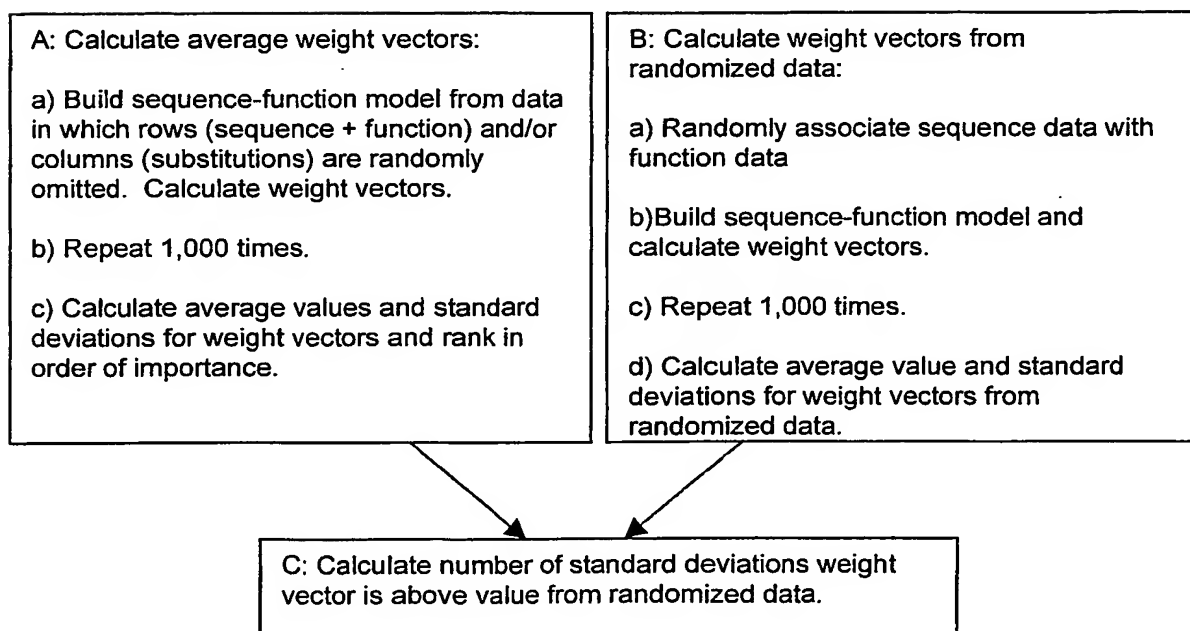 A: Calculate average weight vectors:
a) Build sequence-function model from data
in which rows (sequence + function) and/or
columns (substitutions) are randomly
omitted. Calculate weight vectors.
b) Repeat 1,000 times.
c) Calculate average values and standard
deviations for weight vectors and rank in
order of importance.
B: Calculate weight vectors from
randomized data:
a) Randomly associate sequence data with
function data
b)Build sequence-function model and
calculate weight vectors.
c) Repeat 1,000 times.
d) Calculate average value and standard
deviations for weight vectors from
randomized data.
C: Calculate number of standard deviations weight
vector is above value from randomized data.